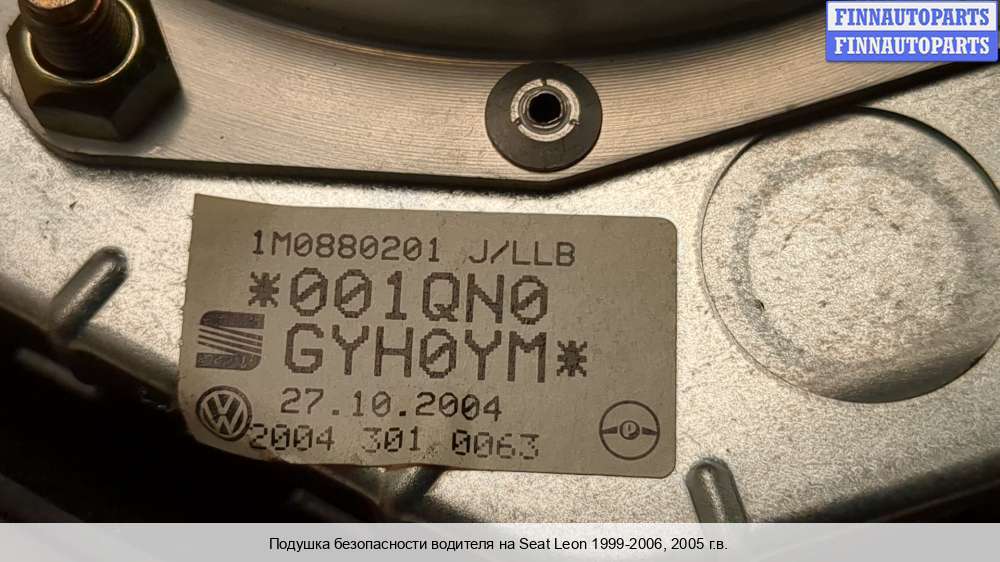 FINNAUTOPARTS
FINNAUTOPARTS
1M0880201 J/LLB
*001QN0
GYH0YM*
27.10.2004
2004 301 0063
Подушка безопасности водителя на Seat Leon 1999-2006, 2005 г.в.